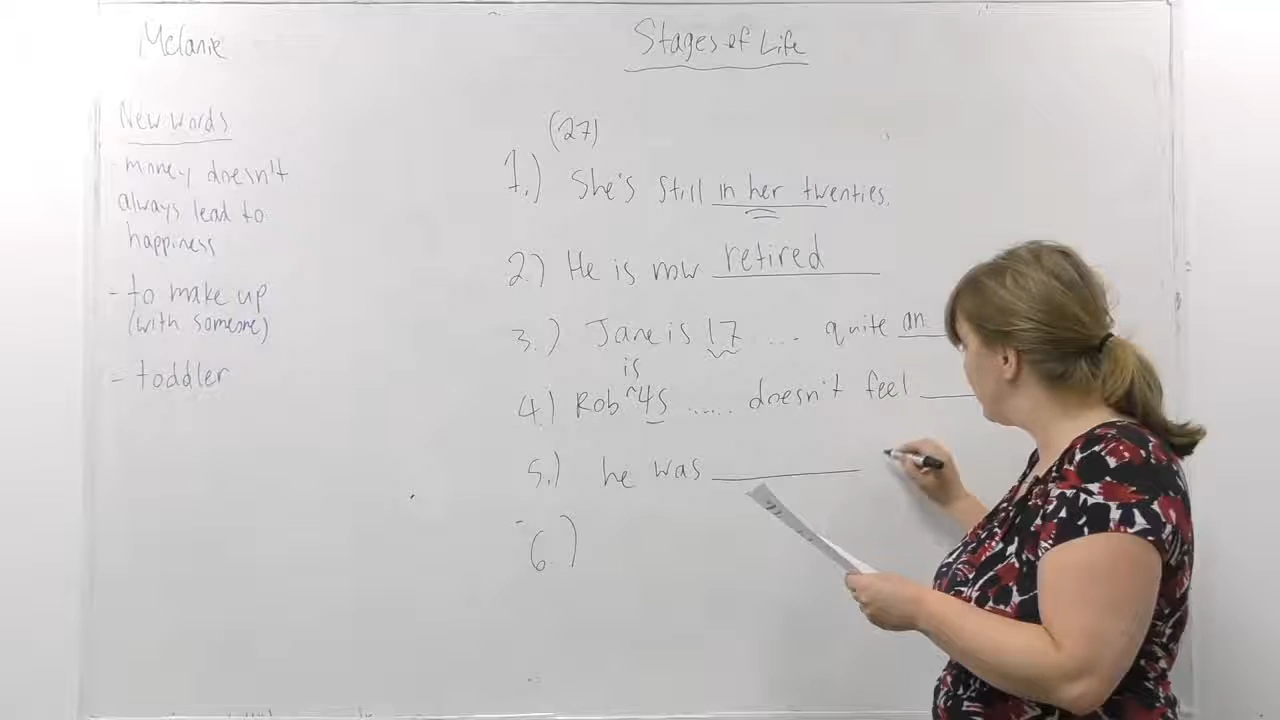 Melanie
Stages of Life
New words
- money doesn't
always lead to
happiness
- to make up
(with someone)
- toddler
(27)
1.) She's still in her twenties.
2.) He is now retired
3.) Jane is 17 ... quite an
is
4.) Rob ^ 45 ..... doesn't feel ____
5.) he was ________
6.)